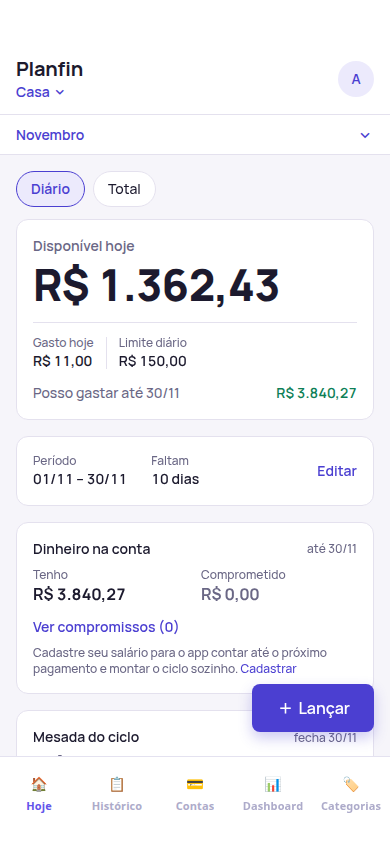 Planfin
Casa
A
Novembro
Diário
Total
Disponível hoje
R$ 1.362,43
Gasto hoje
Limite diário
R$ 11,00
R$ 150,00
Posso gastar até 30/11
R$ 3.840,27
Período
Faltam
01/11 – 30/11
10 dias
Editar
Dinheiro na conta
até 30/11
Tenho
Comprometido
R$ 3.840,27
R$ 0,00
Ver compromissos (0)
Cadastre seu salário para o app contar até o próximo
pagamento e montar o ciclo sozinho. Cadastrar
+ Lançar
Mesada do ciclo
fecha 30/11
Hoje
Histórico
Contas
Dashboard
Categorias